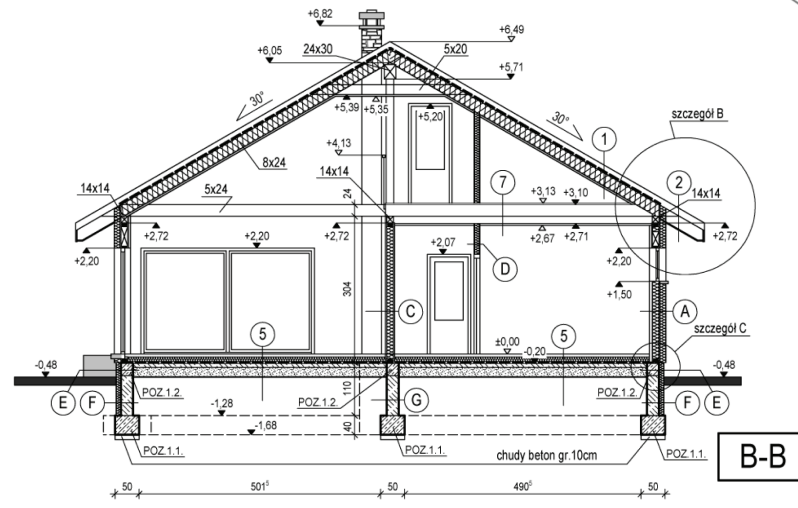 +6,82
+6,49
+6,05
24x30
5x20
+5,71
30°
+5,39
+5,35
+5,20
30°
szczegół B
+4,13
8x24
1
14x14
14x14
7
2
14x14
5x24
24
+3,13
+3,10
+2,72
+2,72
+2,67
+2,71
+2,72
+2,20
+2,20
+2,07
+2,20
D
+1,50
304
C
A
szczegół C
5
±0,00
-0,20
5
-0,48
-0,48
E
F
POZ.1.2.
110
POZ.1.2.
G
POZ.1.2.
F
E
-1,28
-1,68
40
POZ.1.1.
POZ.1.1.
chudy beton gr.10cm
POZ.1.1.
B-B
50
501⁵
50
490⁵
50